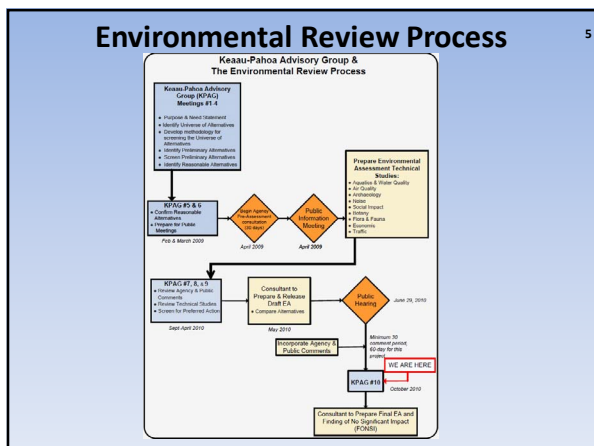 Environmental Review Process
5
Keaau-Pahoa Advisory Group &
The Environmental Review Process
Keaau-Pahoa Advisory
Group (KPAG)
Meetings #1-4
• Purpose & Need Statement
• Identify Universe of Alternatives
• Develop methodology for
screening the Universe of
Alternatives
• Identify Preliminary Alternatives
• Screen Preliminary Alternatives
• Identify Reasonable Alternatives
KPAG #5 & 6
• Confirm Reasonable
Alternatives
• Prepare for Public
Meetings
Feb & March 2009
Begin Agency
Pre-Assessment
consultation
(30 days)
April 2009
Public
Information
Meeting
April 2009
Prepare Environmental
Assessment Technical
Studies:
• Aquatics & Water Quality
• Air Quality
• Archaeology
• Noise
• Social Impact
• Botany
• Flora & Fauna
• Economic
• Traffic
KPAG #7, 8, & 9
• Review Agency & Public
Comments
• Review Technical Studies
• Screen for Preferred Action
Sept-April 2010
Consultant to
Prepare & Release
Draft EA
• Compare Alternatives
May 2010
Public
Hearing
June 29, 2010
Incorporate Agency &
Public Comments
Minimum 30
comment period,
60-day for this
project
WE ARE HERE
KPAG #10
October 2010
Consultant to Prepare Final EA and
Finding of No Significant Impact
(FONSI)